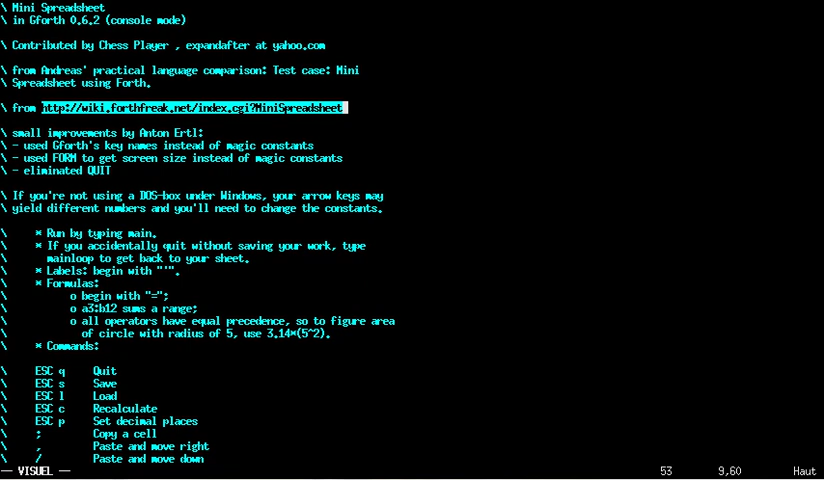 \ Mini Spreadsheet
\ in Gforth 0.6.2 (console mode)
\ Contributed by Chess Player , expandafter at yahoo.com
\ from Andreas' practical language comparison: Test case: Mini
\ Spreadsheet using Forth.
\ from http://wiki.forthfreak.net/index.cgi?MiniSpreadsheet
\ small improvements by Anton Ertl:
\ - used Gforth's key names instead of magic constants
\ - used FORM to get screen size instead of magic constants
\ - eliminated QUIT
\ If you're not using a DOS-box under Windows, your arrow keys may
\ yield different numbers and you'll need to change the constants.
\ * Run by typing main.
\ * If you accidentally quit without saving your work, type
\ mainloop to get back to your sheet.
\ * Labels: begin with "'".
\ * Formulas:
\ o begin with "=";
\ o a3:b12 sums a range;
\ o all operators have equal precedence, so to figure area
\ of circle with radius of 5, use 3.14*(5^2).
\ * Commands:
\ ESC q Quit
\ ESC s Save
\ ESC l Load
\ ESC c Recalculate
\ ESC p Set decimal places
\ ; Copy a cell
\ , Paste and move right
\ / Paste and move down
-- VISUEL -- 53 9,60 Haut